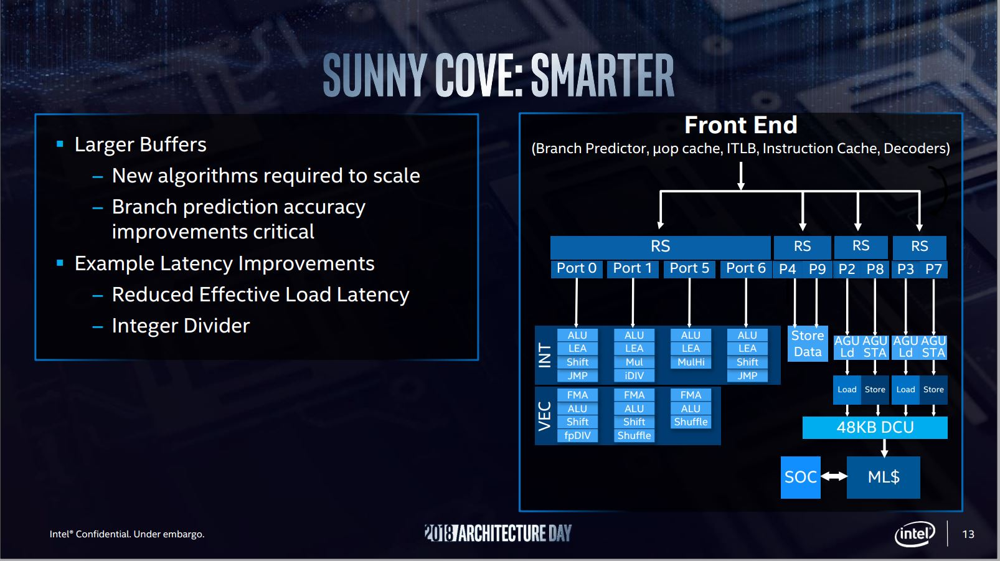 SUNNY COVE: SMARTER
Larger Buffers
– New algorithms required to scale
– Branch prediction accuracy
improvements critical
Example Latency Improvements
– Reduced Effective Load Latency
– Integer Divider
Front End
(Branch Predictor, µop cache, ITLB, Instruction Cache, Decoders)
RS RS RS RS
Port 0 Port 1 Port 5 Port 6 P4 P9 P2 P8 P3 P7
INT
ALU ALU ALU ALU
LEA LEA LEA LEA
Shift Mul MulHi Shift
JMP iDIV JMP
Store
Data
AGU AGU AGU AGU
Ld STA Ld STA
Load Store Load Store
VEC
FMA FMA FMA
ALU ALU ALU
Shift Shift Shuffle
fpDIV Shuffle
48KB DCU
SOC ML$
Intel® Confidential. Under embargo.
2018 ARCHITECTURE DAY
intel
13